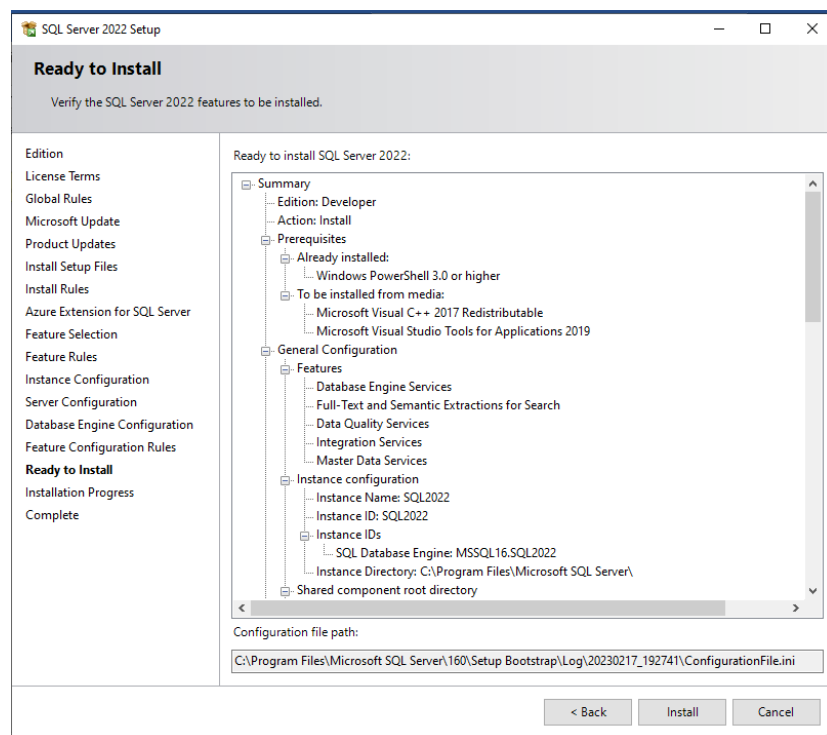 SQL Server 2022 Setup
Ready to Install
Verify the SQL Server 2022 features to be installed.
Edition
License Terms
Global Rules
Microsoft Update
Product Updates
Install Setup Files
Install Rules
Azure Extension for SQL Server
Feature Selection
Feature Rules
Instance Configuration
Server Configuration
Database Engine Configuration
Feature Configuration Rules
Ready to Install
Installation Progress
Complete
Ready to install SQL Server 2022:
Summary
Edition: Developer
Action: Install
Prerequisites
Already installed:
Windows PowerShell 3.0 or higher
To be installed from media:
Microsoft Visual C++ 2017 Redistributable
Microsoft Visual Studio Tools for Applications 2019
General Configuration
Features
Database Engine Services
Full-Text and Semantic Extractions for Search
Data Quality Services
Integration Services
Master Data Services
Instance configuration
Instance Name: SQL2022
Instance ID: SQL2022
Instance IDs
SQL Database Engine: MSSQL16.SQL2022
Instance Directory: C:\Program Files\Microsoft SQL Server\
Shared component root directory
Configuration file path:
C:\Program Files\Microsoft SQL Server\160\Setup Bootstrap\Log\20230217_192741\ConfigurationFile.ini
< Back
Install
Cancel